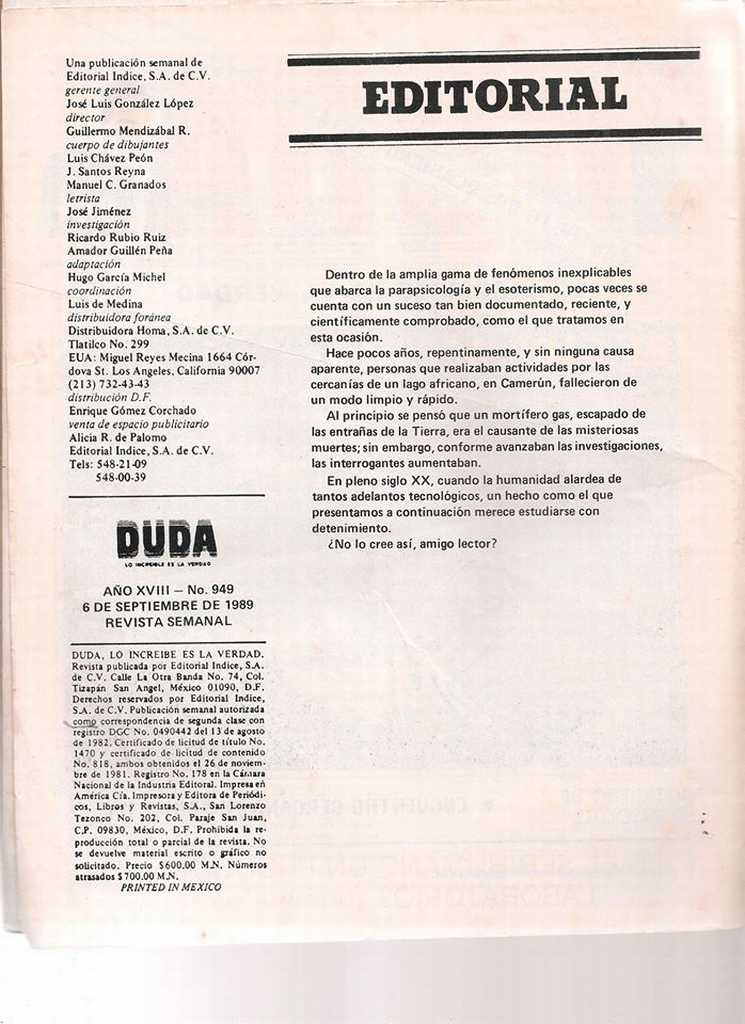 Una publicación semanal de
Editorial Indice, S.A. de C.V.
gerente general
José Luis González López
director
Guillermo Mendizábal R.
cuerpo de dibujantes
Luis Chávez Peón
J. Santos Reyna
Manuel C. Granados
letrista
José Jiménez
investigación
Ricardo Rubio Ruiz
Amador Guillén Peña
adaptación
Hugo García Michel
coordinación
Luis de Medina
distribuidora foránea
Distribuidora Homa, S.A. de C.V.
Tlatilco No. 299
EUA: Miguel Reyes Mecina 1664 Cór-
dova St. Los Angeles, California 90007
(213) 732-43-43
distribución D.F.
Enrique Gómez Corchado
venta de espacio publicitario
Alicia R. de Palomo
Editorial Indice, S.A. de C.V.
Tels: 548-21-09
548-00-39
DUDA
LO INCREIBLE ES LA VERDAD
AÑO XVIII – No. 949
6 DE SEPTIEMBRE DE 1989
REVISTA SEMANAL
DUDA, LO INCREIBE ES LA VERDAD.
Revista publicada por Editorial Indice, S.A.
de C.V. Calle La Otra Banda No. 74, Col.
Tizapán San Angel, México 01090, D.F.
Derechos reservados por Editorial Indice,
S.A. de C.V. Publicación semanal autorizada
como correspondencia de segunda clase con
registro DGC No. 0490442 del 13 de agosto
de 1982. Certificado de licitud de título No.
1470 y certificado de licitud de contenido
No. 818, ambos obtenidos el 26 de noviem-
bre de 1981. Registro No. 178 en la Cámara
Nacional de la Industria Editoral. Impresa en
América Cía. Impresora y Editora de Periódi-
cos, Libros y Revistas, S.A., San Lorenzo
Tezonco No. 202, Col. Paraje San Juan,
C.P. 09830, México, D.F. Prohibida la re-
producción total o parcial de la revista. No
se devuelve material escrito o gráfico no
solicitado. Precio $600.00 M.N. Números
atrasados $700.00 M.N.
PRINTED IN MEXICO
EDITORIAL
Dentro de la amplia gama de fenómenos inexplicables
que abarca la parapsicología y el esoterismo, pocas veces se
cuenta con un suceso tan bien documentado, reciente, y
científicamente comprobado, como el que tratamos en
esta ocasión.
Hace pocos años, repentinamente, y sin ninguna causa
aparente, personas que realizaban actividades por las
cercanías de un lago africano, en Camerún, fallecieron de
un modo limpio y rápido.
Al principio se pensó que un mortífero gas, escapado de
las entrañas de la Tierra, era el causante de las misteriosas
muertes; sin embargo, conforme avanzaban las investigaciones,
las interrogantes aumentaban.
En pleno siglo XX, cuando la humanidad alardea de
tantos adelantos tecnológicos, un hecho como el que
presentamos a continuación merece estudiarse con
detenimiento.
¿No lo cree así, amigo lector?